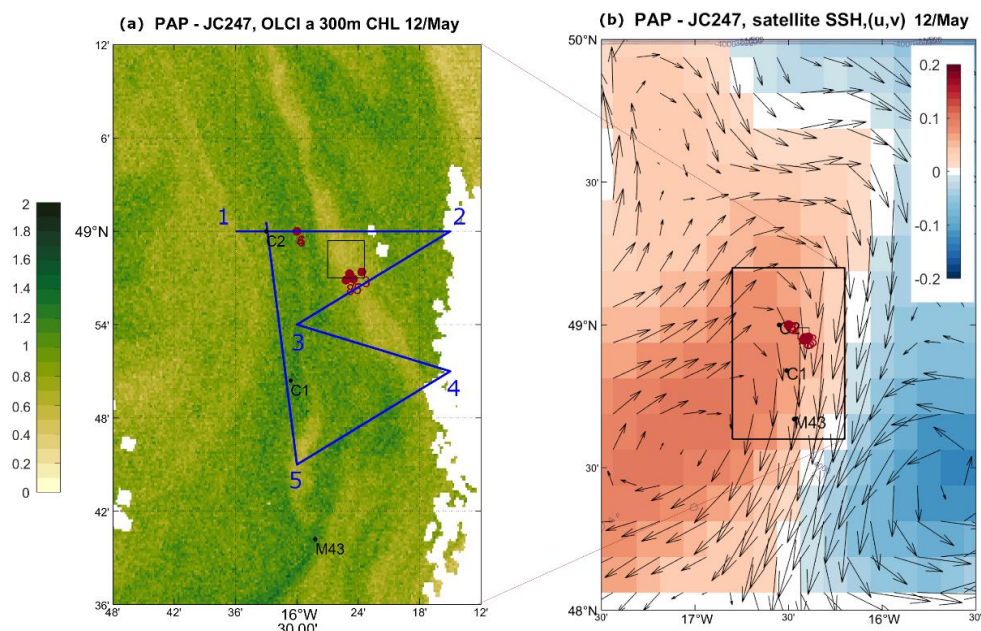 (a) PAP - JC247, OLCI a 300m CHL 12/May
12'
6'
49°N
54'
48'
42'
36'
48'
42'
36'
16°W
30.00'
24'
18'
12'
2
1.8
1.6
1.4
1.2
1
0.8
0.6
0.4
0.2
0
1
2
C2
6
3
3
C1
4
5
M43
(b) PAP - JC247, satellite SSH,(u,v) 12/May
50°N
30'
49°N
30'
48°N
17°W
30'
16°W
30'
0.2
0.1
0
-0.1
-0.2
C2
C1
M43